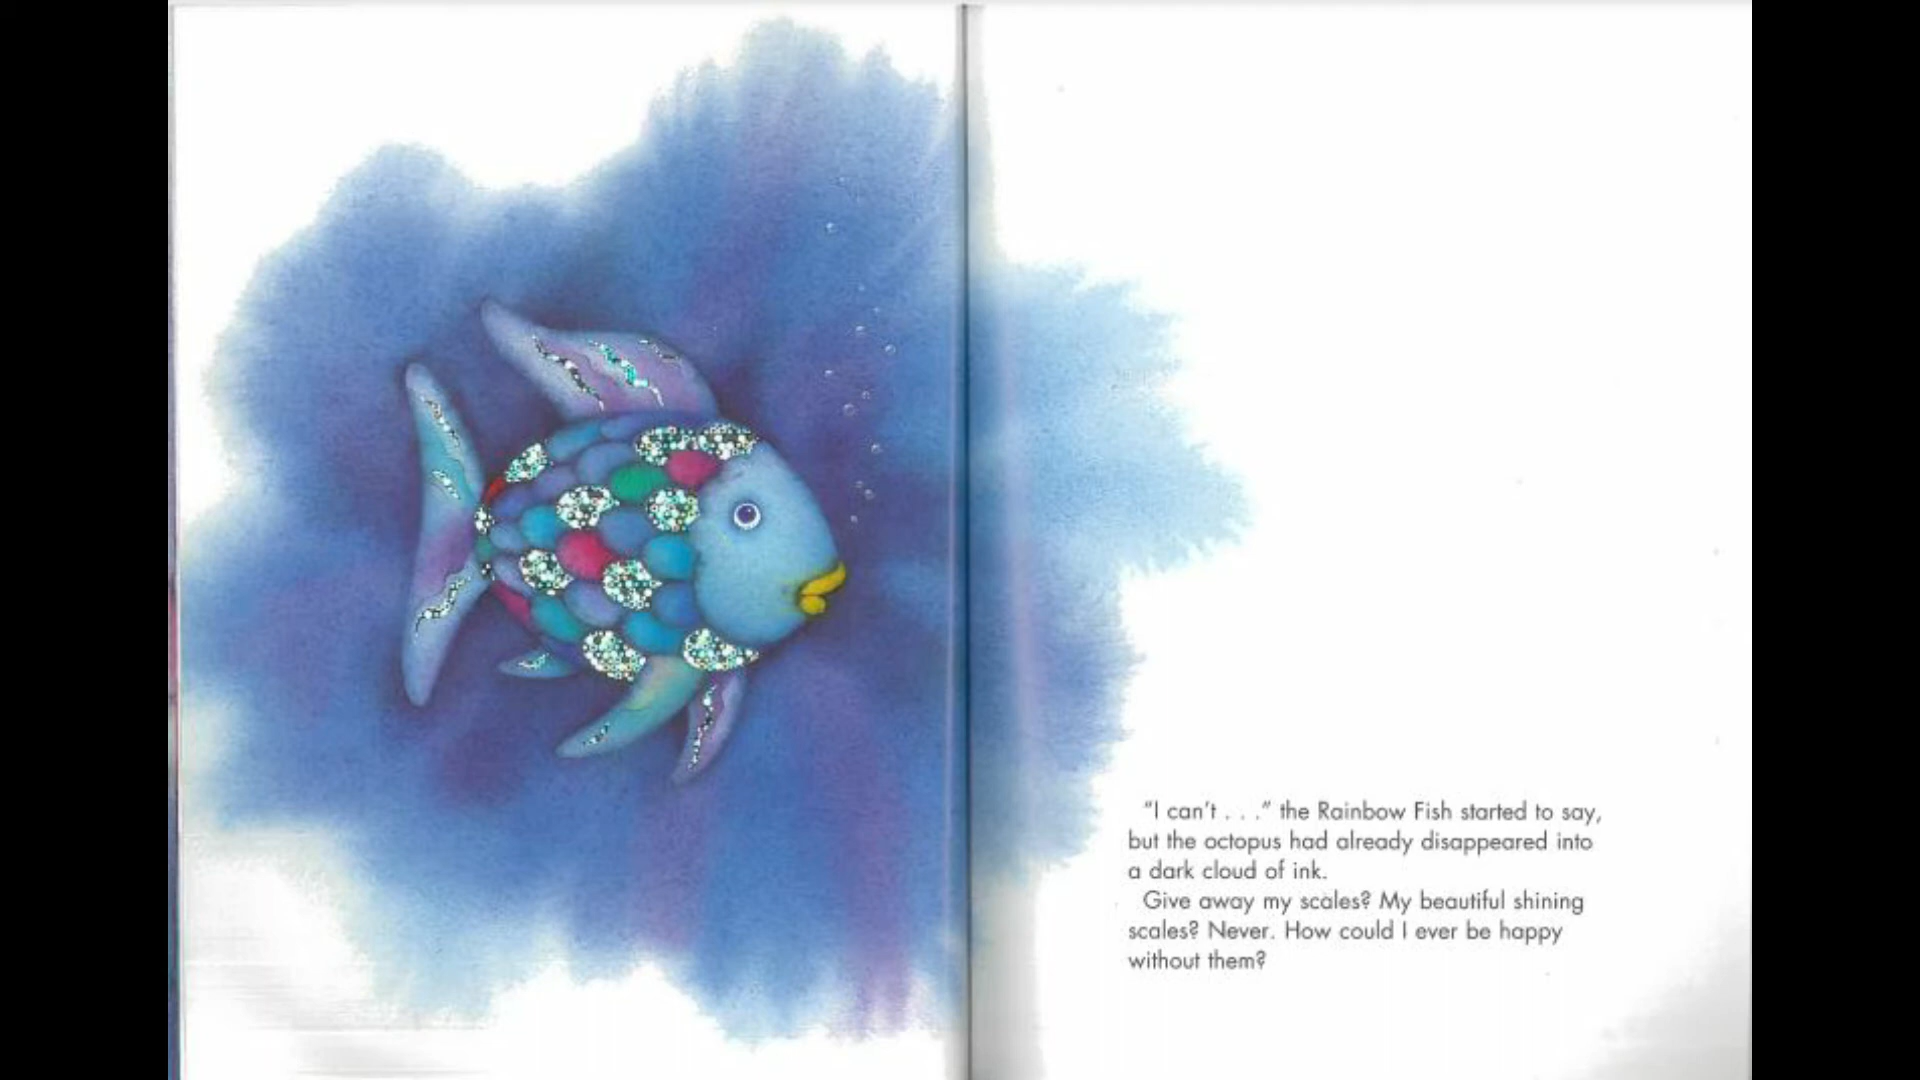 "I can't . . ." the Rainbow Fish started to say,
but the octopus had already disappeared into
a dark cloud of ink.
Give away my scales? My beautiful shining
scales? Never. How could I ever be happy
without them?